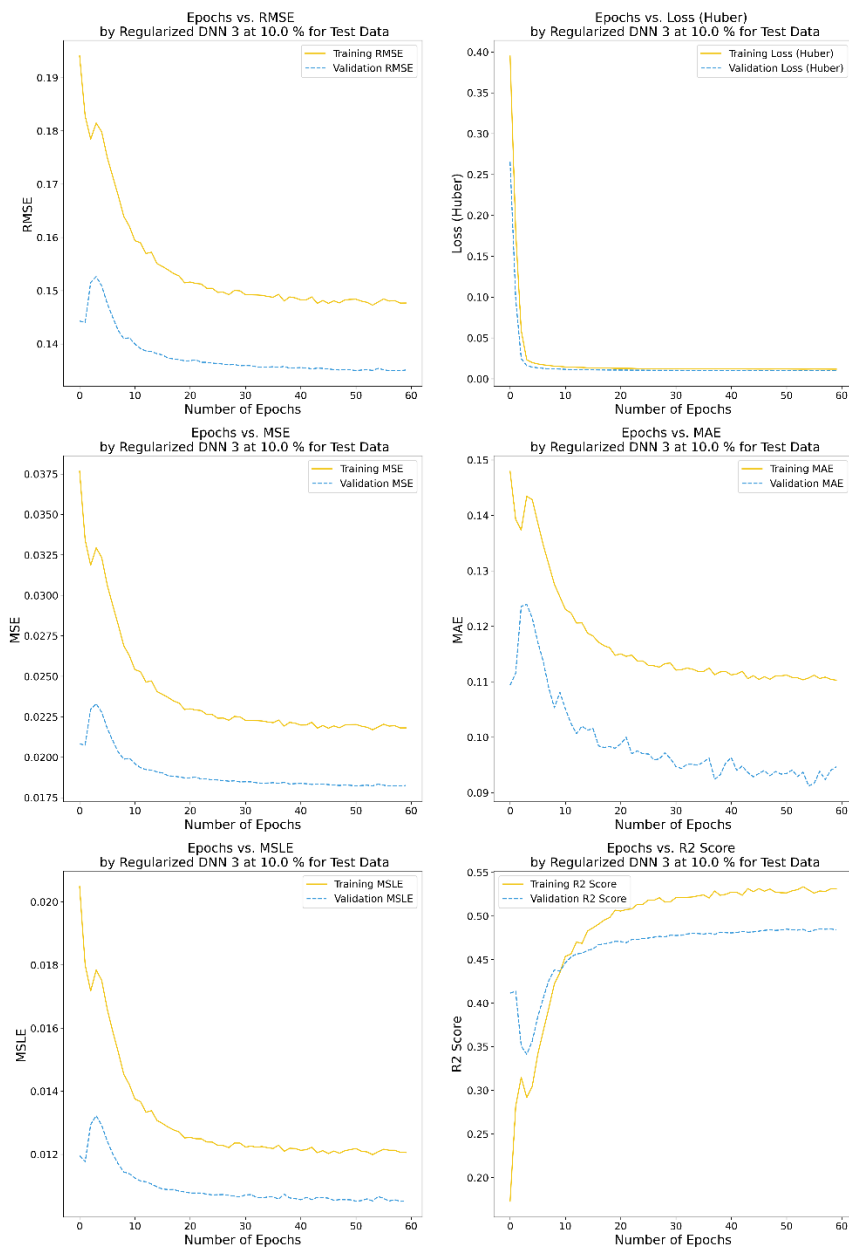 Epochs vs. RMSE
by Regularized DNN 3 at 10.0 % for Test Data
Training RMSE
Validation RMSE
0.19
0.18
0.17
0.16
0.15
0.14
RMSE
0 10 20 30 40 50 60
Number of Epochs
Epochs vs. Loss (Huber)
by Regularized DNN 3 at 10.0 % for Test Data
Training Loss (Huber)
Validation Loss (Huber)
0.40
0.35
0.30
0.25
0.20
0.15
0.10
0.05
0.00
Loss (Huber)
0 10 20 30 40 50 60
Number of Epochs
Epochs vs. MSE
by Regularized DNN 3 at 10.0 % for Test Data
Training MSE
Validation MSE
0.0375
0.0350
0.0325
0.0300
0.0275
0.0250
0.0225
0.0200
0.0175
MSE
0 10 20 30 40 50 60
Number of Epochs
Epochs vs. MAE
by Regularized DNN 3 at 10.0 % for Test Data
Training MAE
Validation MAE
0.15
0.14
0.13
0.12
0.11
0.10
0.09
MAE
0 10 20 30 40 50 60
Number of Epochs
Epochs vs. MSLE
by Regularized DNN 3 at 10.0 % for Test Data
Training MSLE
Validation MSLE
0.020
0.018
0.016
0.014
0.012
MSLE
0 10 20 30 40 50 60
Number of Epochs
Epochs vs. R2 Score
by Regularized DNN 3 at 10.0 % for Test Data
Training R2 Score
Validation R2 Score
0.55
0.50
0.45
0.40
0.35
0.30
0.25
0.20
R2 Score
0 10 20 30 40 50 60
Number of Epochs